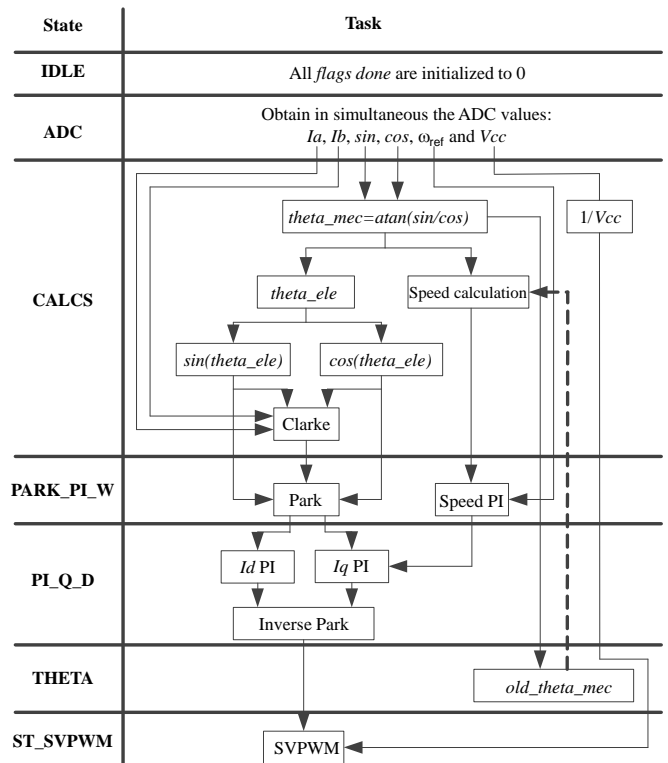 State
Task
IDLE
All flags done are initialized to 0
ADC
Obtain in simultaneous the ADC values:
Ia, Ib, sin, cos, ωref and Vcc
CALCS
theta_mec=atan(sin/cos)
1/Vcc
theta_ele
Speed calculation
sin(theta_ele)
cos(theta_ele)
Clarke
PARK_PI_W
Park
Speed PI
PI_Q_D
Id PI
Iq PI
Inverse Park
THETA
old_theta_mec
ST_SVPWM
SVPWM